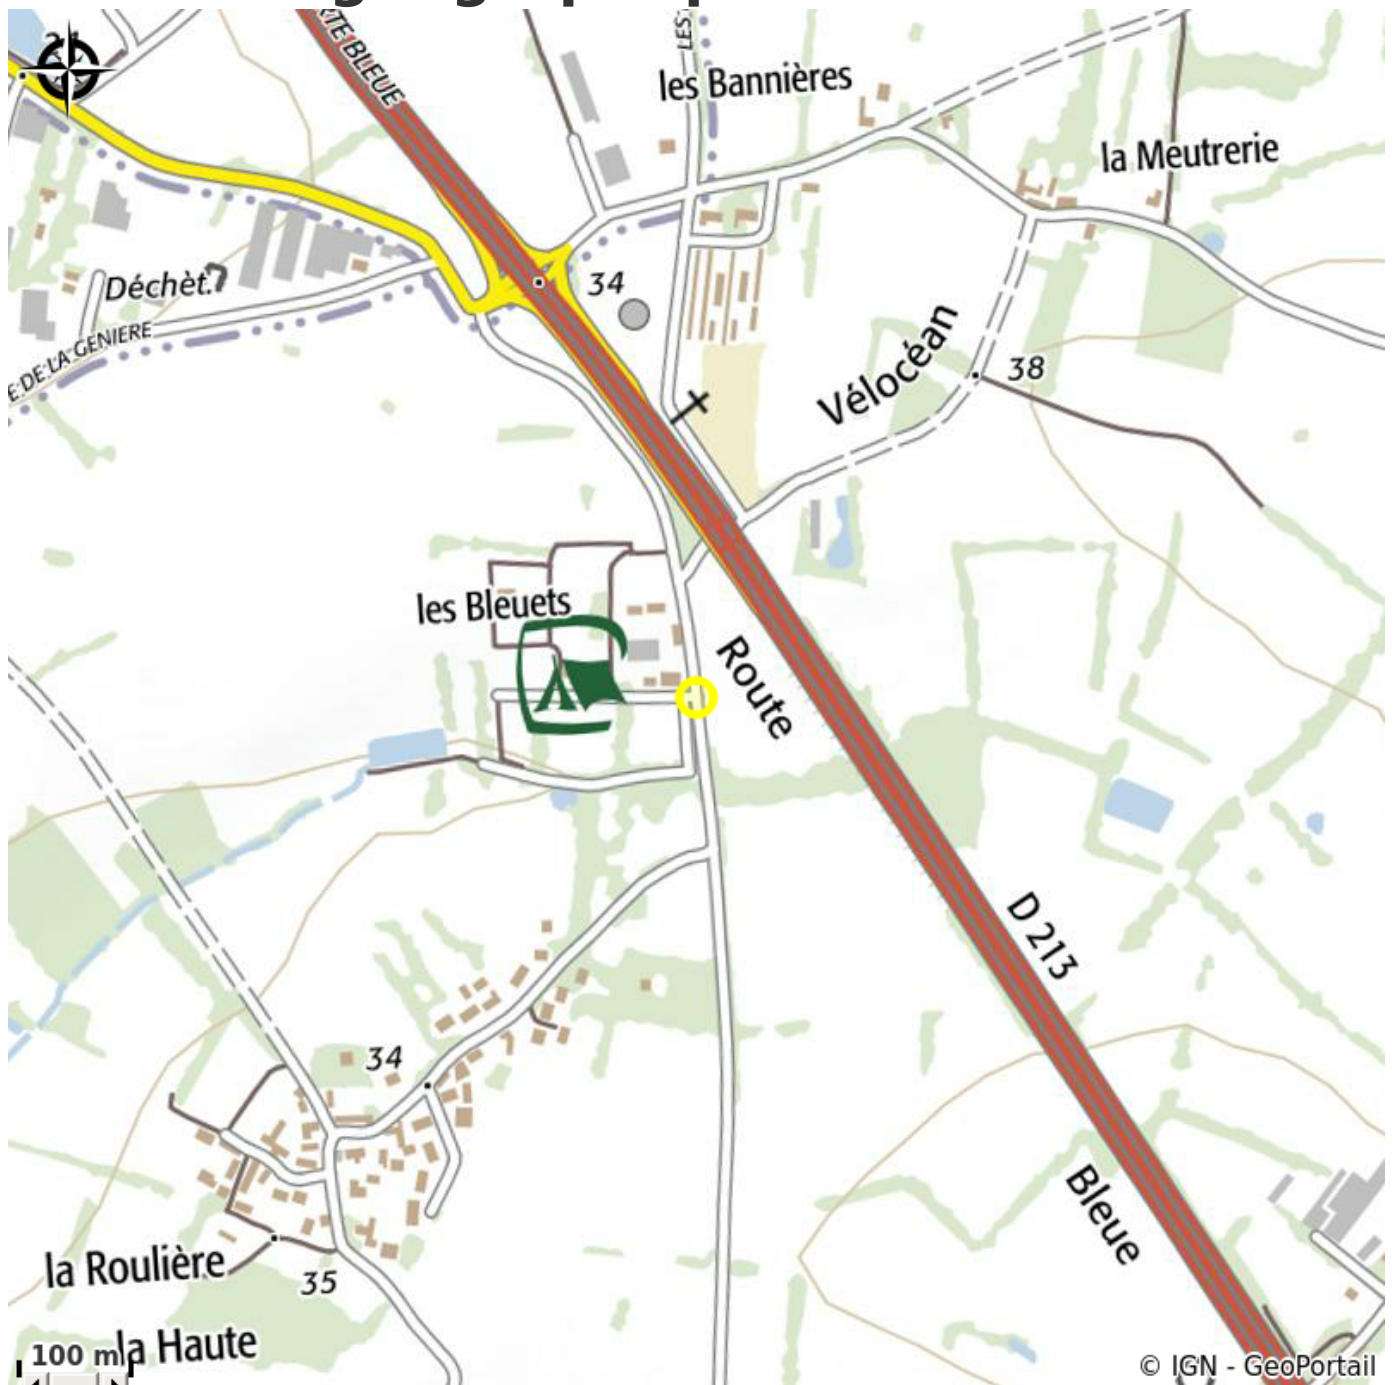 RTE BLEUE
LES
les Bannières
la Meutrerie
Déchèt.
34
E DE LA GENIERE
Vélocéan
38
les Bleuets
Route
D 213
34
Bleue
la Roulière
35
la Haute
100 m
© IGN - GeoPortail